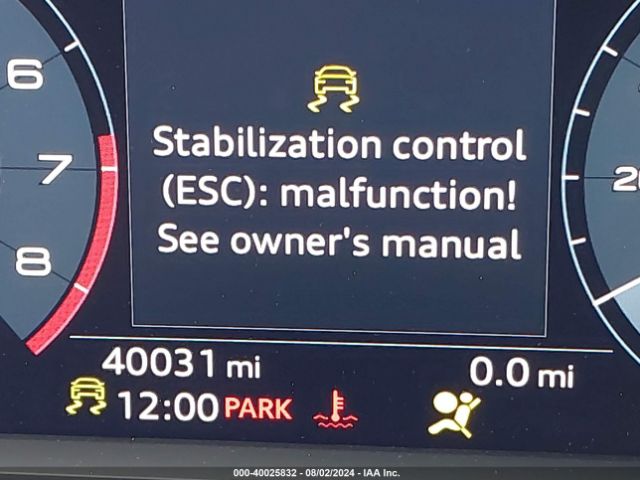 6
7
8
20
Stabilization control
(ESC): malfunction!
See owner's manual
40031 mi
0.0 mi
12:00 PARK
000-40025832 - 08/02/2024 - IAA Inc.